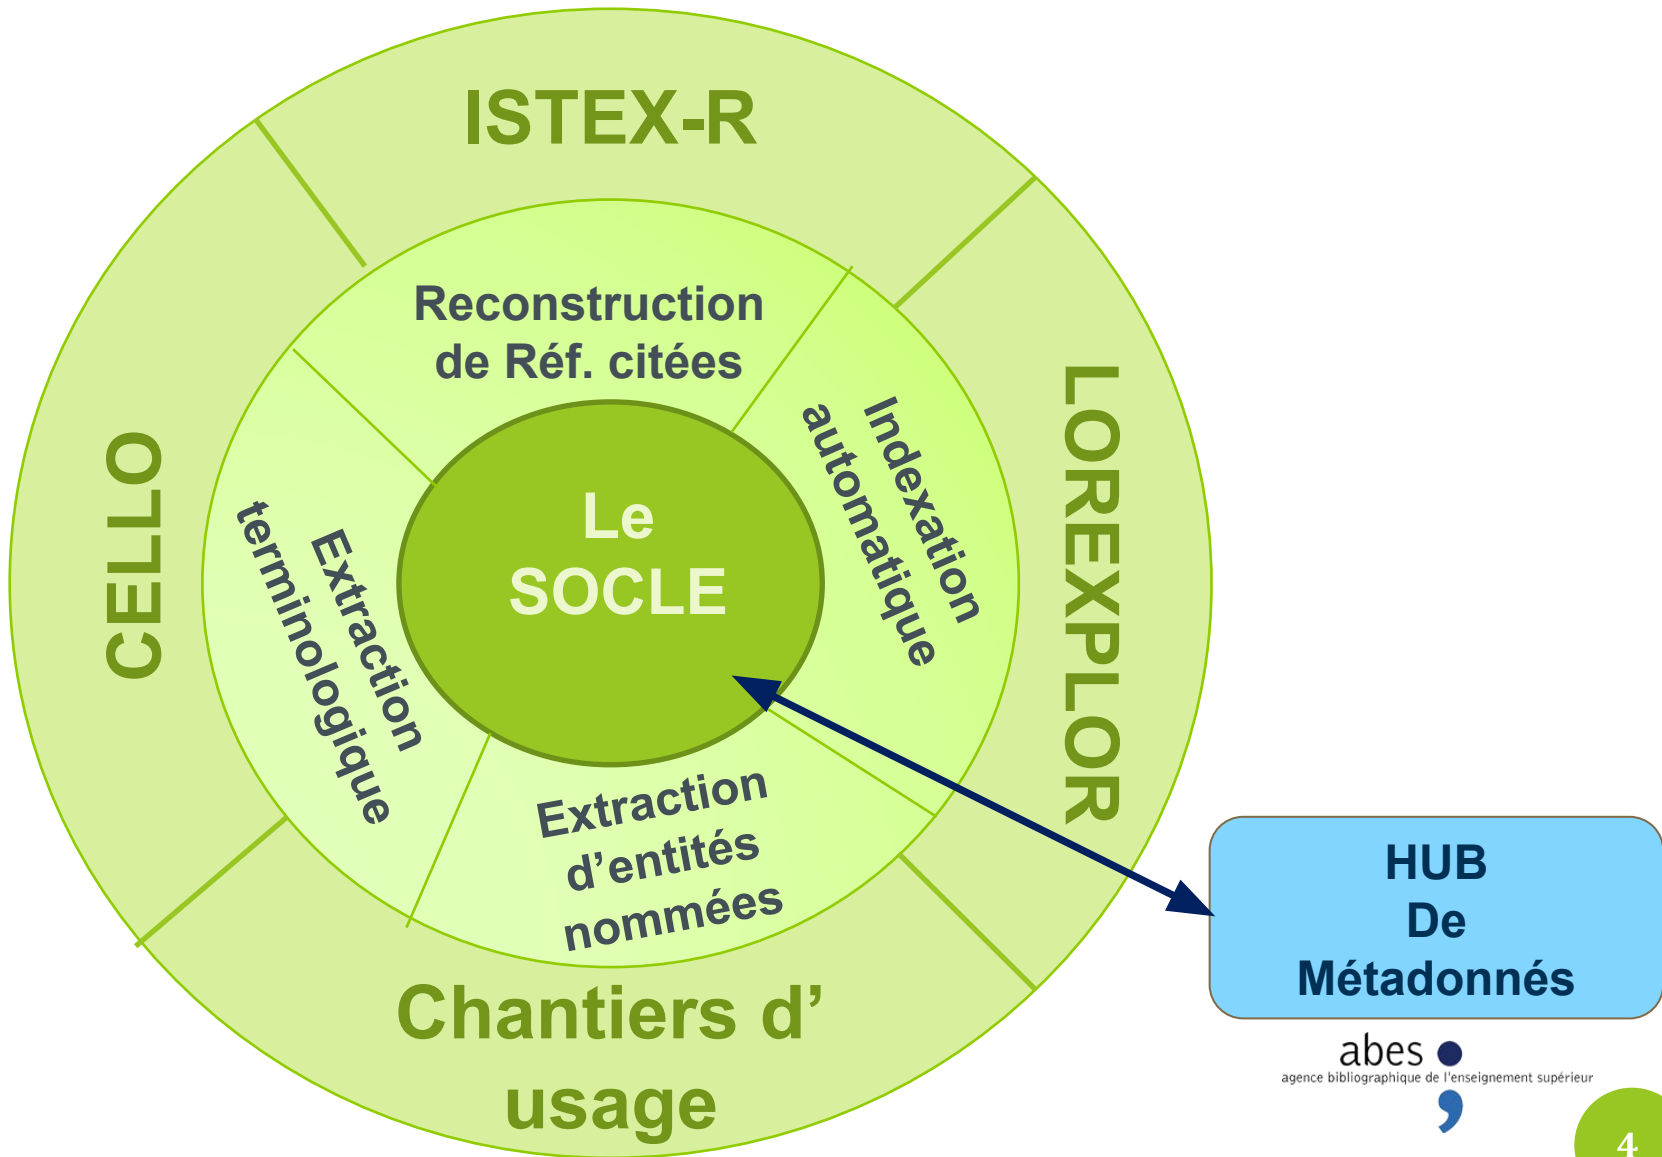 ISTEX-R
Reconstruction
de Réf. citées
CELLO
LOREXPLOR
Indexation
automatique
Le
SOCLE
Extraction
terminologique
Extraction
d’entités
nommées
Chantiers d’
usage
HUB
De
Métadonnés
abes
agence bibliographique de l'enseignement supérieur
4